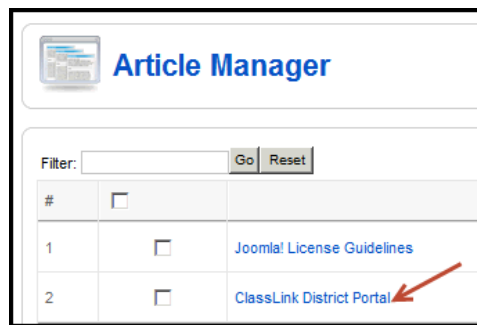 Article Manager
Filter: Go Reset
#
1 Joomla! License Guidelines
2 ClassLink District Portal